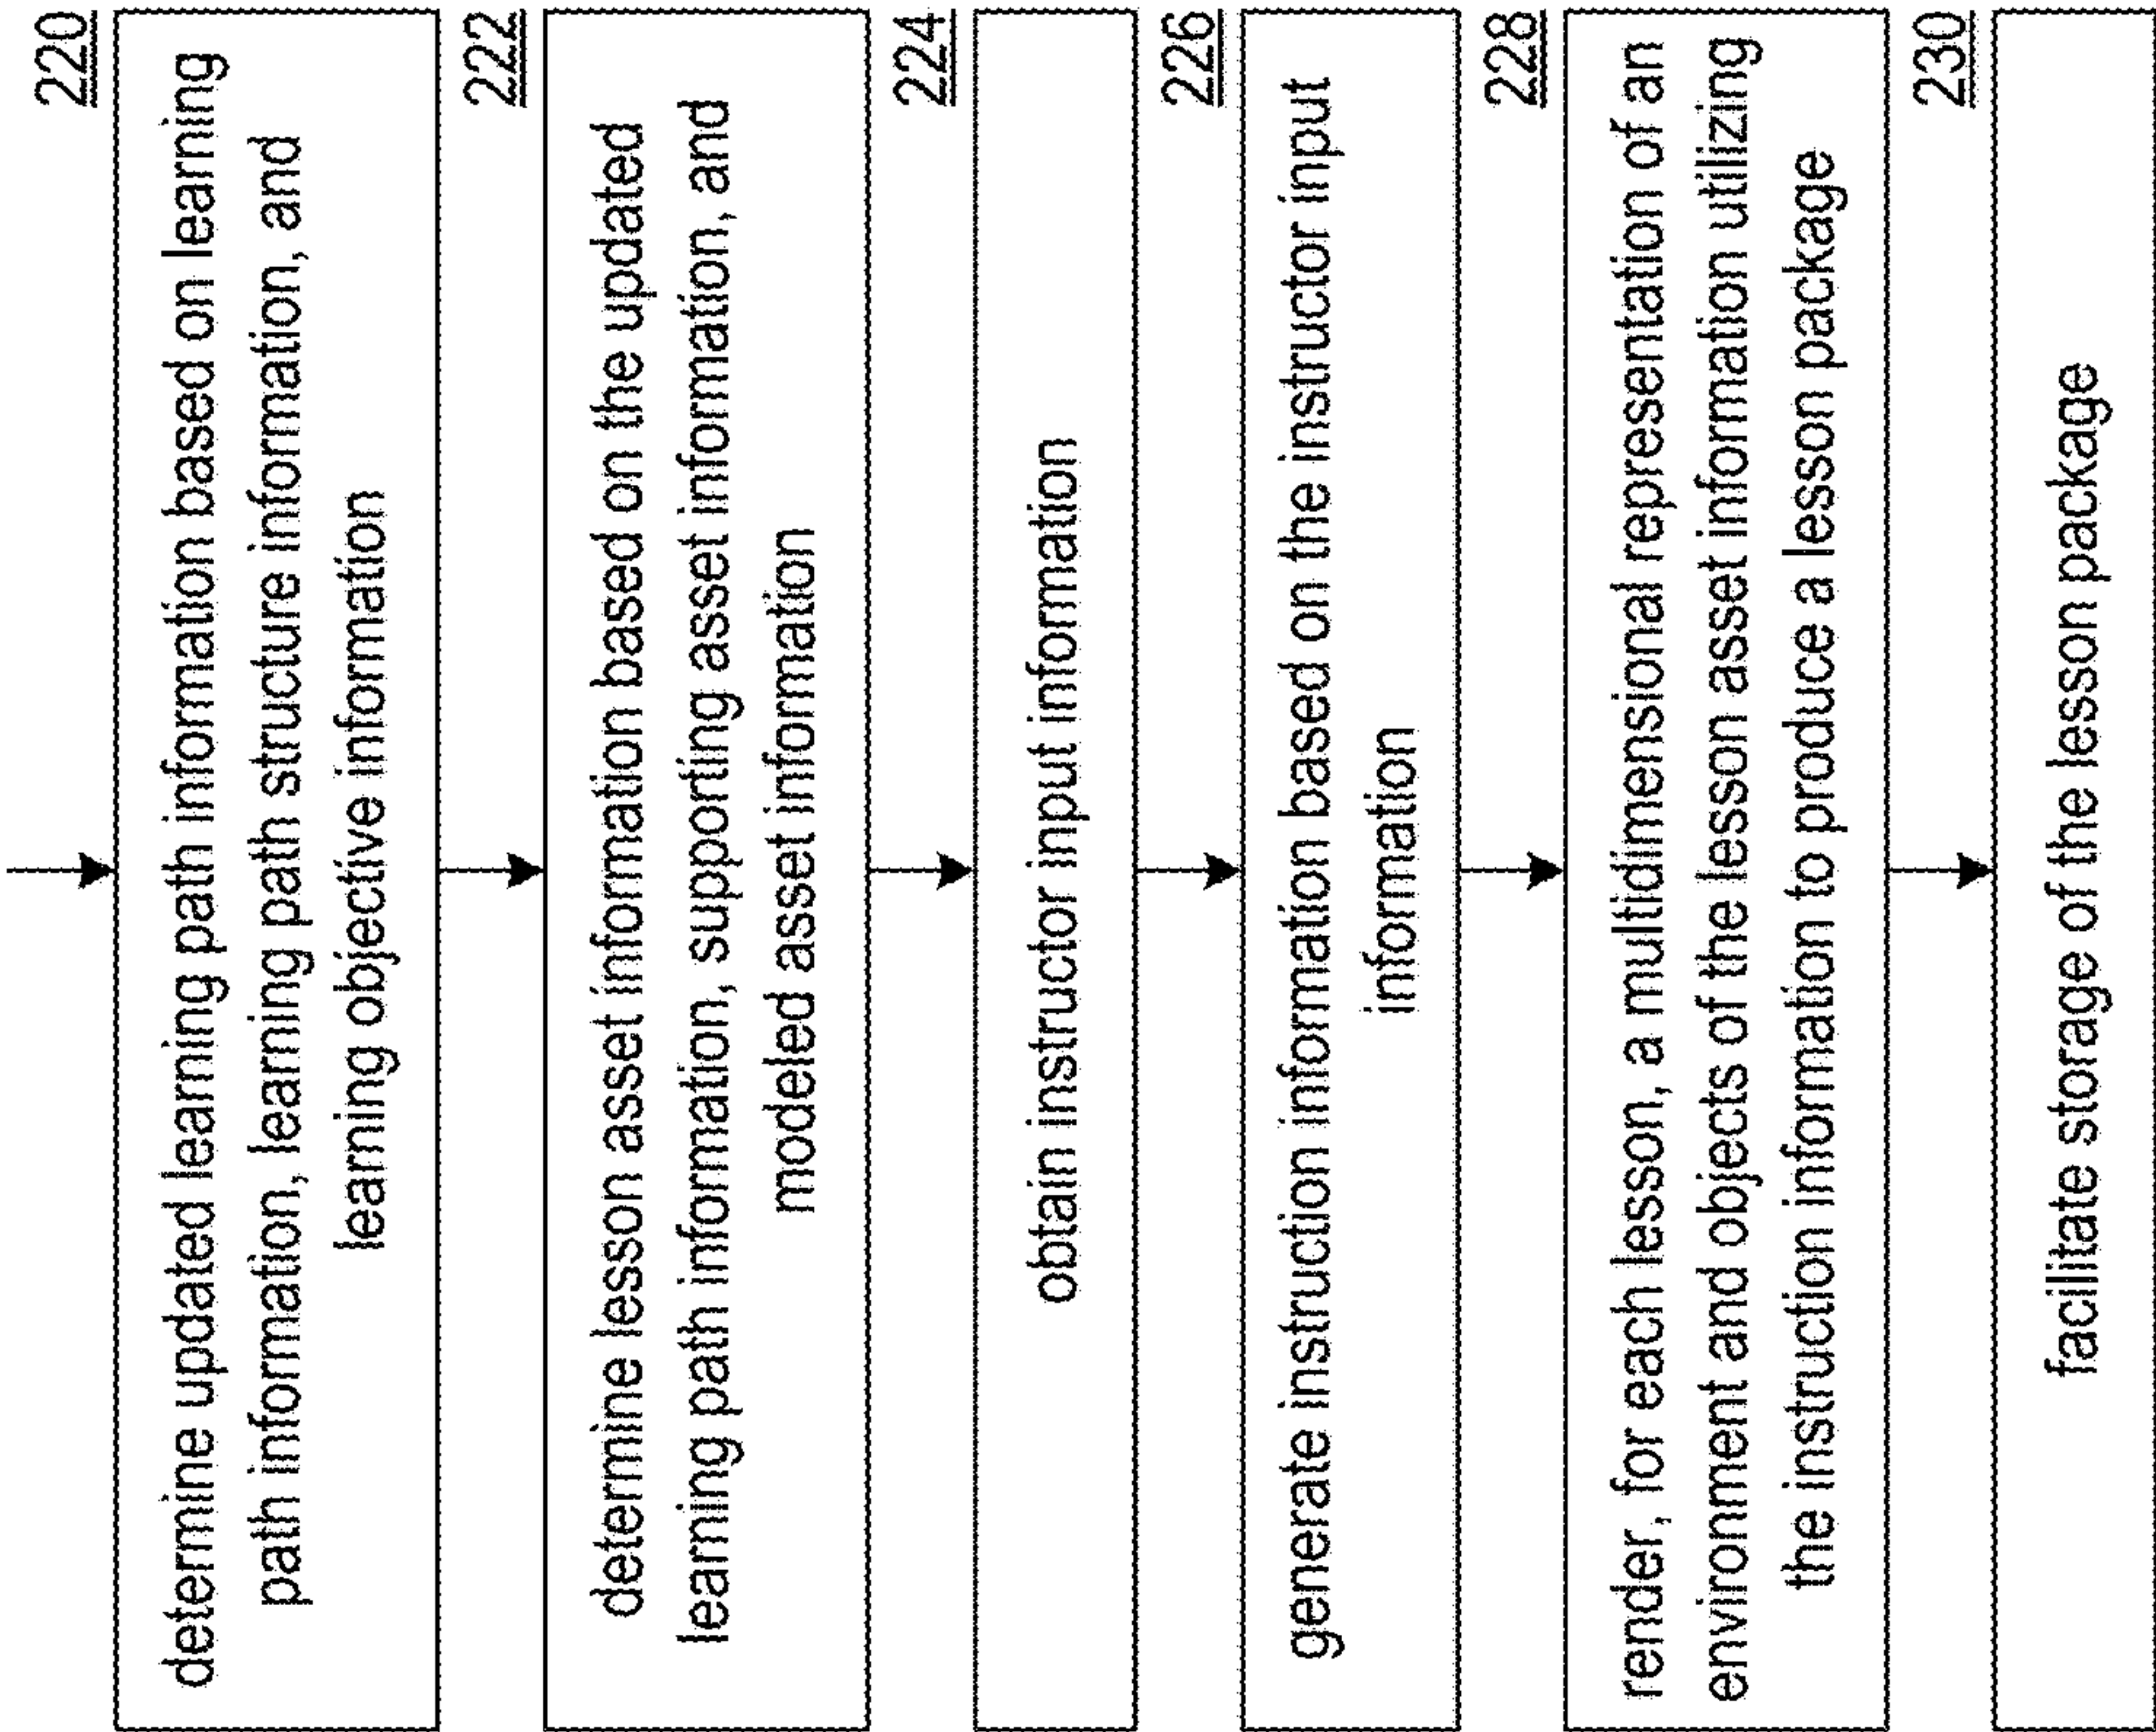 220
determine updated learning path information based on learning
path information, learning path structure information, and
learning objective information
222
determine lesson asset information based on the updated
learning path information, supporting asset information, and
modeled asset information
224
obtain instructor input information
226
generate instruction information based on the instructor input
information
228
render, for each lesson, a multidimensional representation of an
environment and objects of the lesson asset information utilizing
the instruction information to produce a lesson package
230
facilitate storage of the lesson package